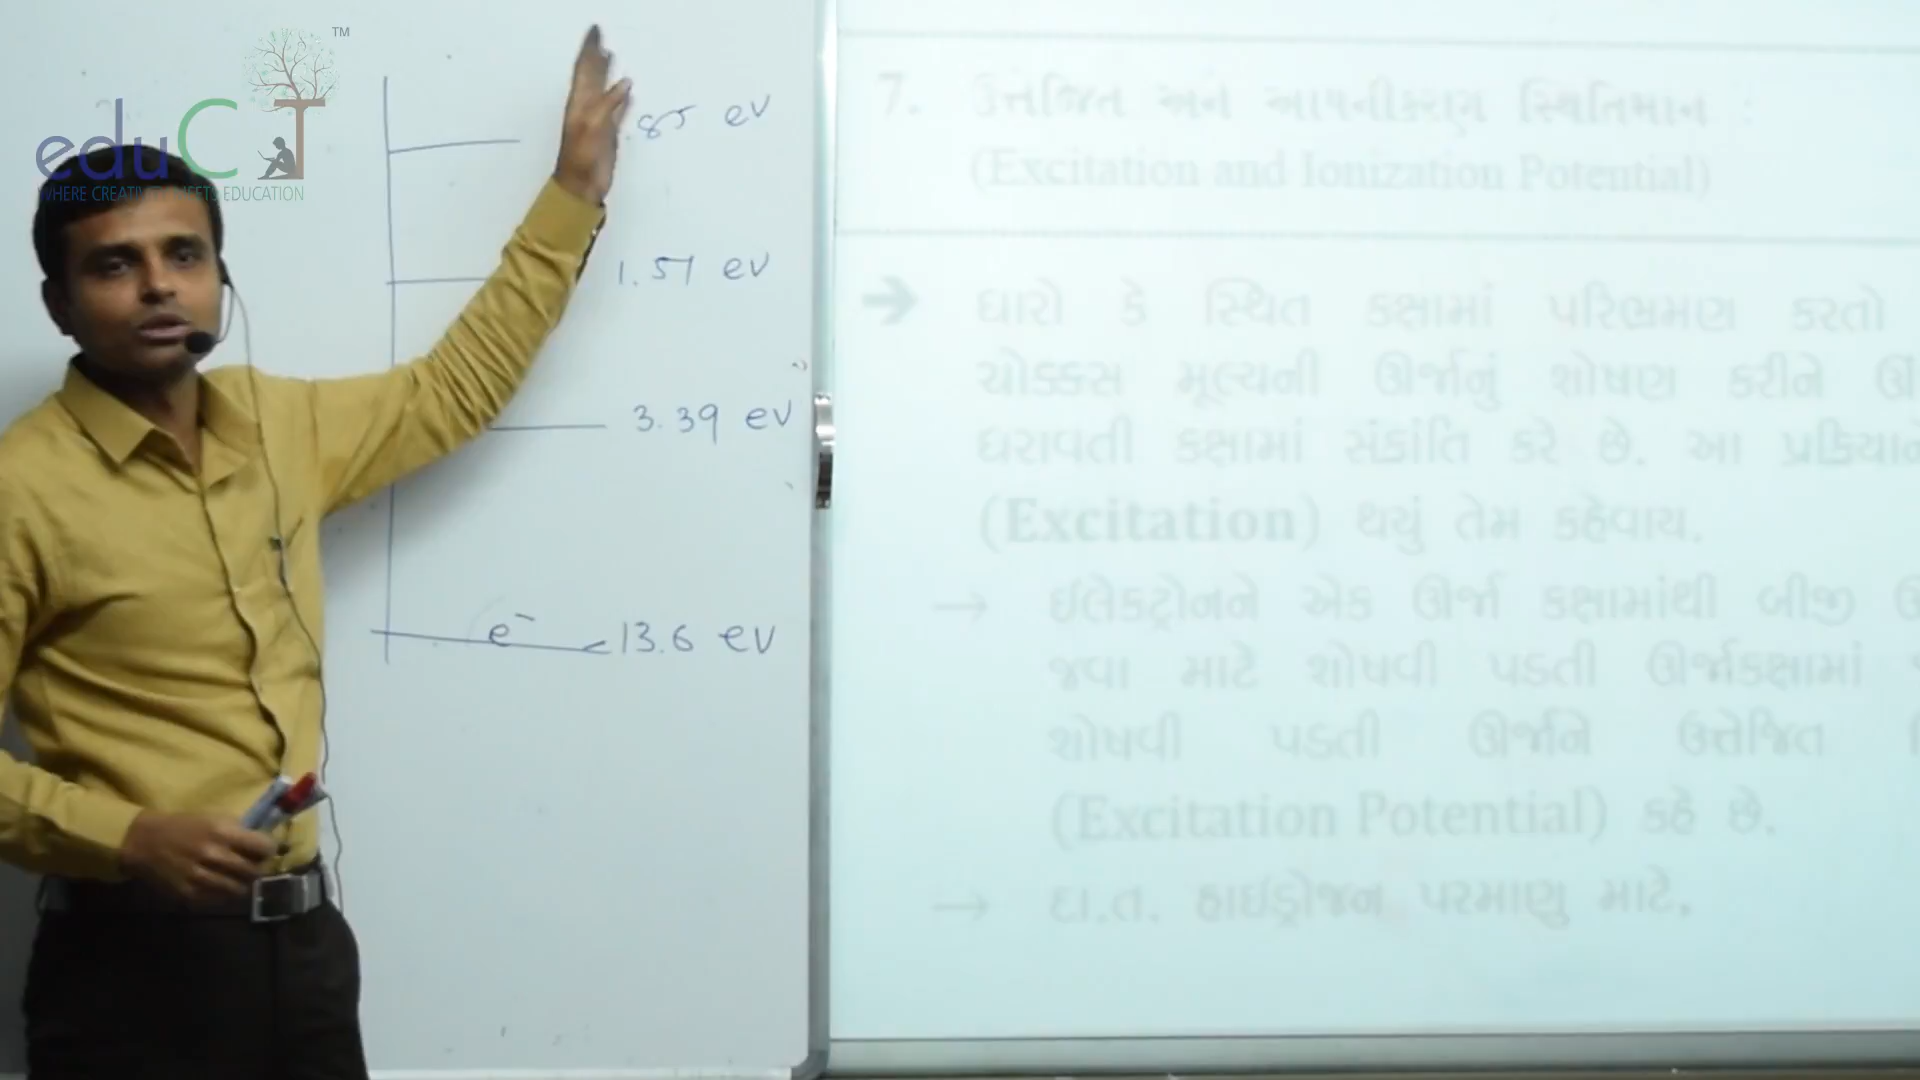 eduCT
TM
WHERE CREATIVITY MEETS EDUCATION
.85 ev
1.51 ev
3.39 ev
e-
13.6 ev
7. ઉત્તેજિત અને આયનીકરણ સ્થિતિમાન :
(Excitation and Ionization Potential)
→ ધારો કે સ્થિત કક્ષામાં પરિભ્રમણ કરતો
ચોક્કસ મૂલ્યની ઊર્જાનું શોષણ કરીને
ધરાવતી કક્ષામાં સંક્રાંતિ કરે છે. આ
(Excitation) થયું તેમ કહેવાય.
→ ઈલેક્ટ્રોનને એક ઊર્જા કક્ષામાંથી બીજી
જવા માટે શોષવી પડતી ઊર્જાકક્ષામાં
શોષવી પડતી ઊર્જાને ઉત્તેજિત
(Excitation Potential) કહે છે.
→ દા.ત. હાઈડ્રોજન પરમાણુ માટે,